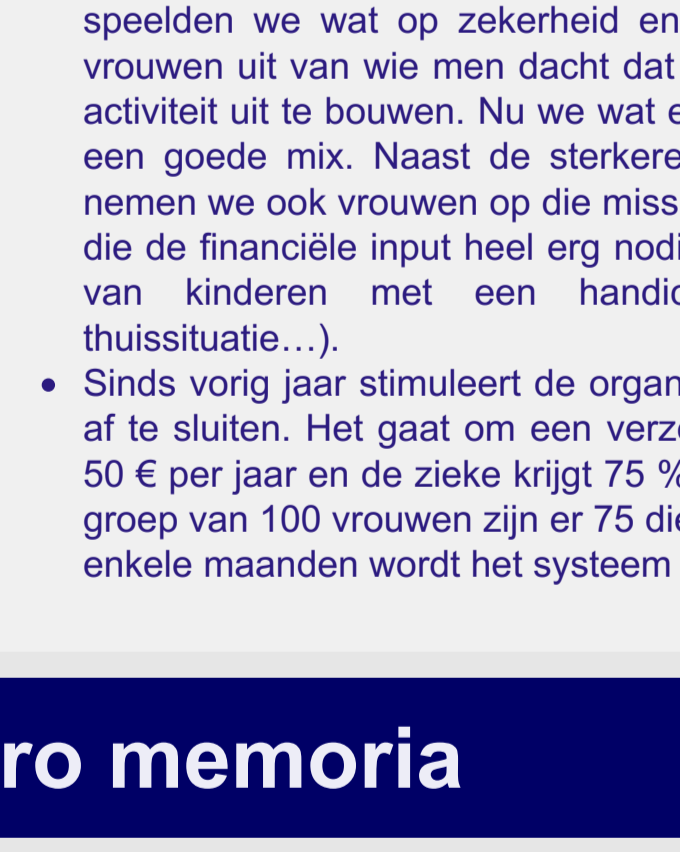 speelden we wat op zekerheid en
vrouwen uit van wie men dacht dat
activiteit uit te bouwen. Nu we wat
een goede mix. Naast de sterkere
nemen we ook vrouwen op die miss
die de financiële input heel erg nodi
van kinderen met een handic
thuissituatie…).
• Sinds vorig jaar stimuleert de organ
af te sluiten. Het gaat om een verze
50 € per jaar en de zieke krijgt 75 %
groep van 100 vrouwen zijn er 75 die
enkele maanden wordt het systeem
ro memoria